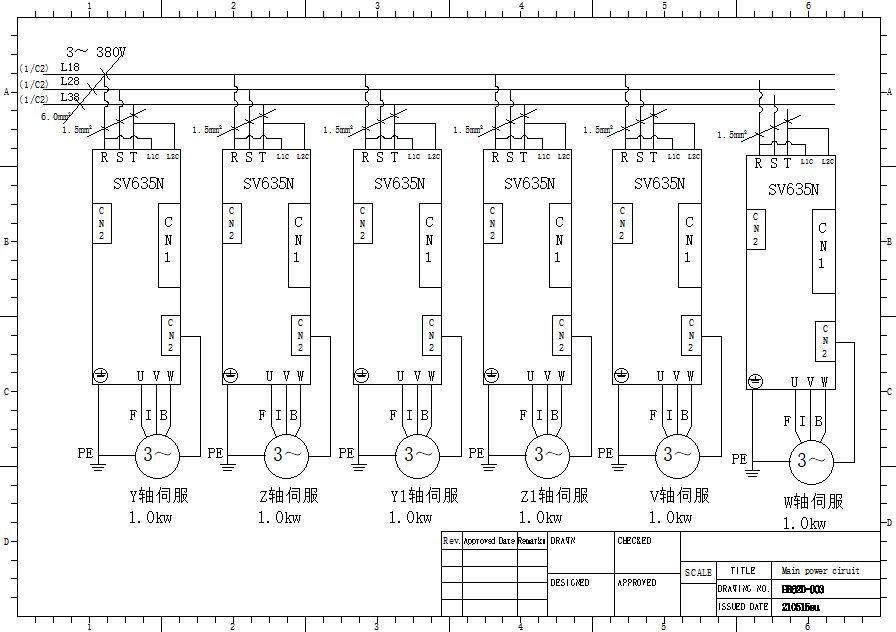 1 2 3 4 5 6
3～ 380V
(1/C2) L18
(1/C2) L28
(1/C2) L38
6.0mm²
A A
1.5mm² 1.5mm² 1.5mm² 1.5mm² 1.5mm² 1.5mm²
R S T L1C L2C R S T L1C L2C R S T L1C L2C R S T L1C L2C R S T L1C L2C R S T L1C L2C
SV635N SV635N SV635N SV635N SV635N SV635N
CN2 CN1 CN2 CN1 CN2 CN1 CN2 CN1 CN2 CN1 CN2 CN1
B B
CN2 CN2 CN2 CN2 CN2 CN2
U V W U V W U V W U V W U V W U V W
C C
F I B F I B F I B F I B F I B F I B
PE 3～ PE 3～ PE 3～ PE 3～ PE 3～ PE 3～
Y轴伺服 Z轴伺服 Y1轴伺服 Z1轴伺服 V轴伺服 W轴伺服
1.0kw 1.0kw 1.0kw 1.0kw 1.0kw 1.0kw
D D
Rev. Approved Date Remarks DRAWN CHECKED
DESIGNED APPROVED
SCALE TITLE Main power ciruit
DRAWING NO.
ISSUED DATE
1 2 3 4 5 6